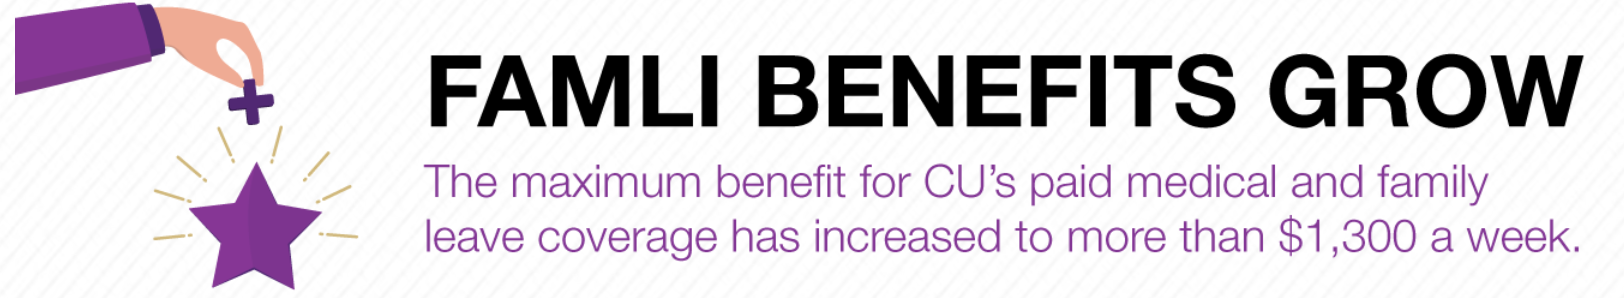 FAMLI BENEFITS GROW
The maximum benefit for CU’s paid medical and family
leave coverage has increased to more than $1,300 a week.